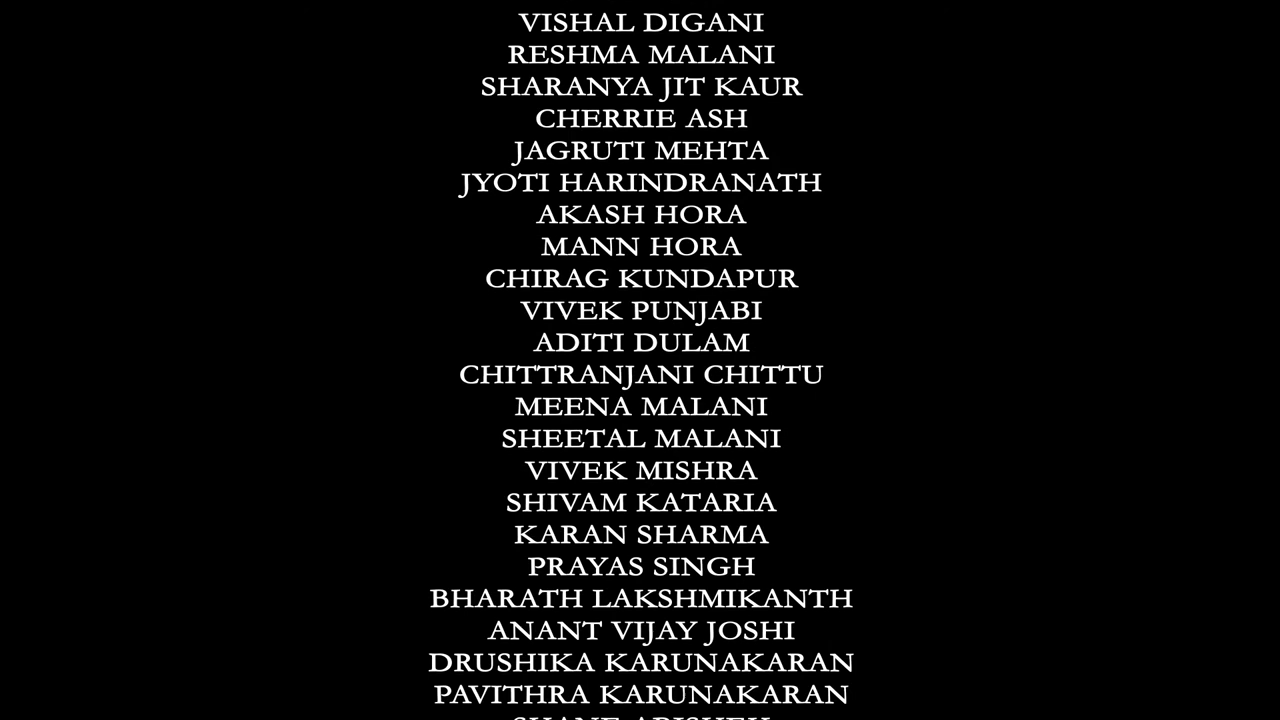 VISHAL DIGANI
RESHMA MALANI
SHARANYA JIT KAUR
CHERRIE ASH
JAGRUTI MEHTA
JYOTI HARINDRANATH
AKASH HORA
MANN HORA
CHIRAG KUNDAPUR
VIVEK PUNJABI
ADITI DULAM
CHITTRANJANI CHITTU
MEENA MALANI
SHEETAL MALANI
VIVEK MISHRA
SHIVAM KATARIA
KARAN SHARMA
PRAYAS SINGH
BHARATH LAKSHMIKANTH
ANANT VIJAY JOSHI
DRUSHIKA KARUNAKARAN
PAVITHRA KARUNAKARAN